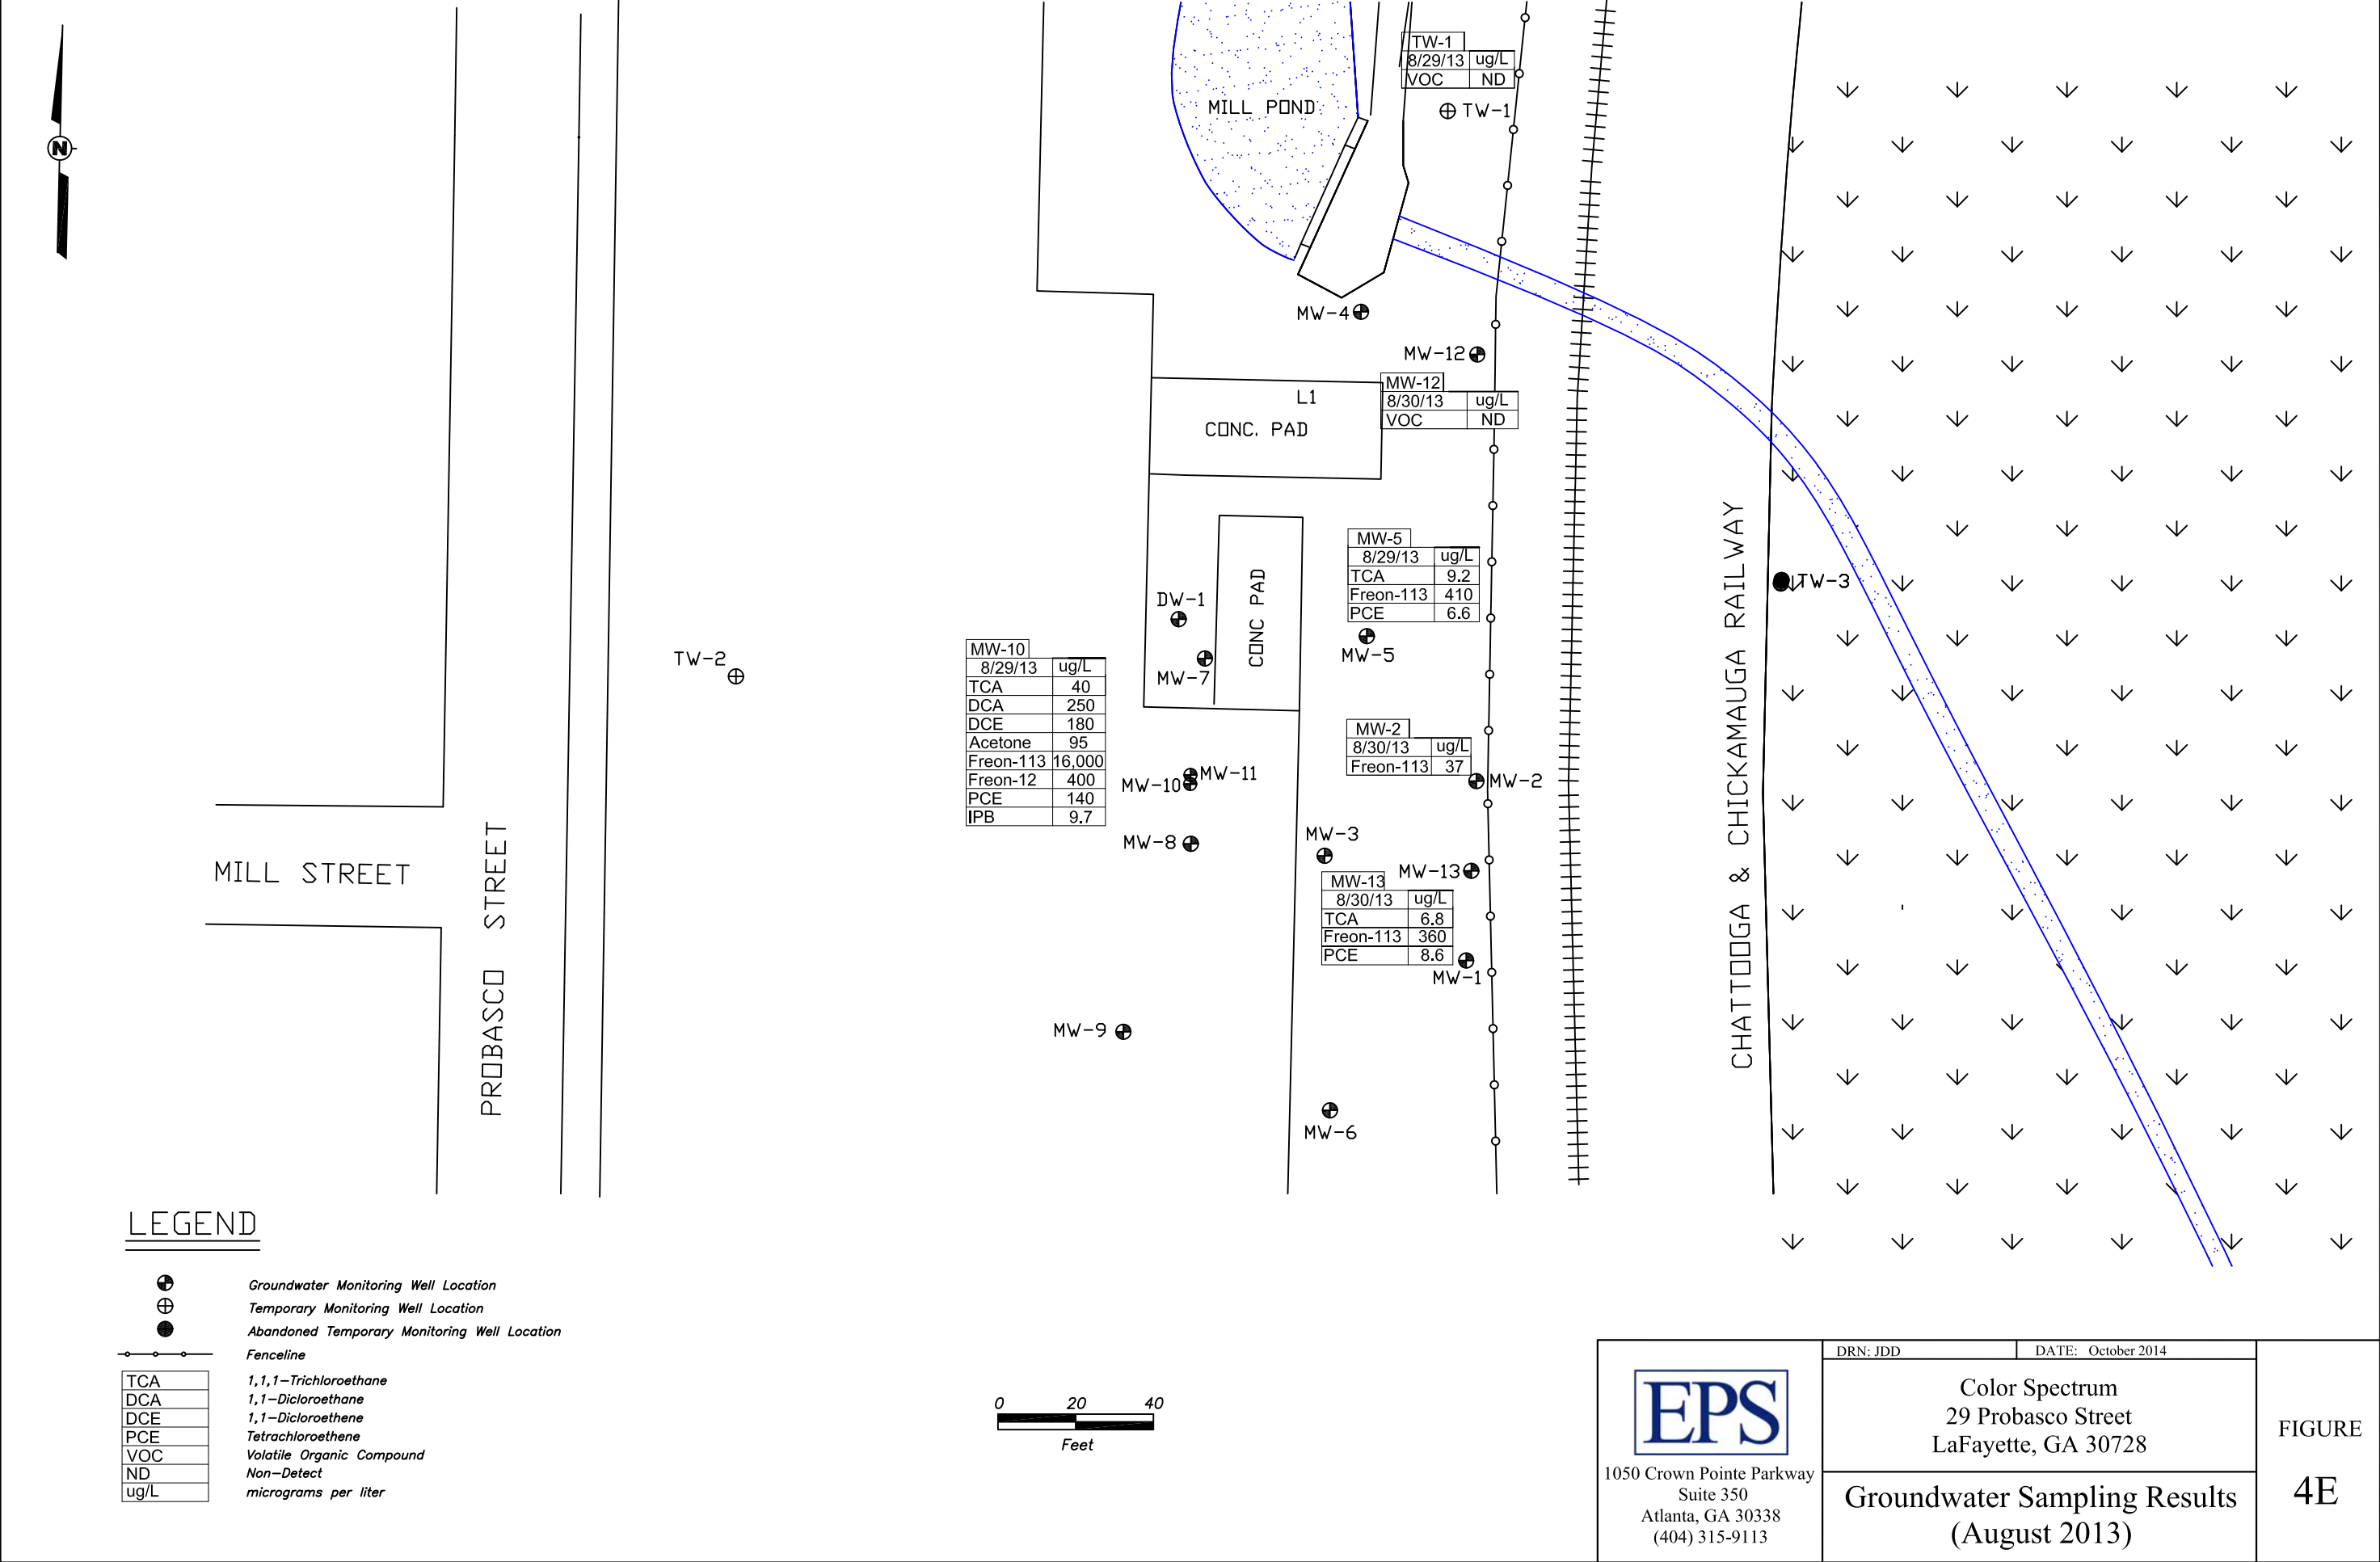 N
MILL POND
TW-1
8/29/13 ug/L
VOC ND
TW-1
MW-4
MW-12
MW-12
8/30/13 ug/L
VOC ND
L1
CONC. PAD
CONC PAD
DW-1
MW-7
MW-5
8/29/13 ug/L
TCA 9.2
Freon-113 410
PCE 6.6
MW-5
TW-3
TW-2
MW-10
8/29/13 ug/L
TCA 40
DCA 250
DCE 180
Acetone 95
Freon-113 16,000
Freon-12 400
PCE 140
IPB 9.7
MW-11
MW-10
MW-8
MW-2
8/30/13 ug/L
Freon-113 37
MW-2
MW-3
MW-13
MW-13
8/30/13 ug/L
TCA 6.8
Freon-113 360
PCE 8.6
MW-1
MW-9
MW-6
MILL STREET
PROBASCO STREET
CHATTOOGA & CHICKAMAUGA RAILWAY
LEGEND
Groundwater Monitoring Well Location
Temporary Monitoring Well Location
Abandoned Temporary Monitoring Well Location
Fenceline
TCA 1,1,1-Trichloroethane
DCA 1,1-Dicloroethane
DCE 1,1-Dicloroethene
PCE Tetrachloroethene
VOC Volatile Organic Compound
ND Non-Detect
ug/L micrograms per liter
0 20 40
Feet
EPS
1050 Crown Pointe Parkway
Suite 350
Atlanta, GA 30338
(404) 315-9113
DRN: JDD DATE: October 2014
Color Spectrum
29 Probasco Street
LaFayette, GA 30728
Groundwater Sampling Results
(August 2013)
FIGURE
4E